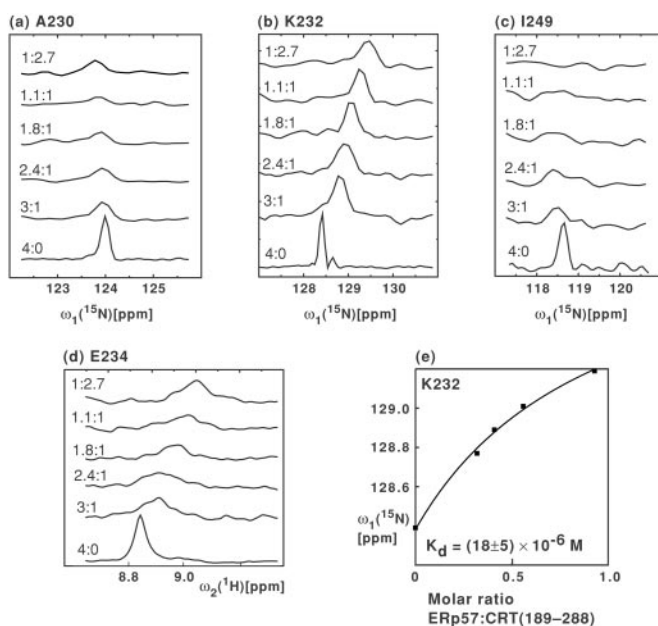 (a) A230
1:2.7
1.1:1
1.8:1
2.4:1
3:1
4:0
123 124 125
ω₁(¹⁵N)[ppm]
(b) K232
1:2.7
1.1:1
1.8:1
2.4:1
3:1
4:0
128 129 130
ω₁(¹⁵N)[ppm]
(c) I249
1:2.7
1.1:1
1.8:1
2.4:1
3:1
4:0
118 119 120
ω₁(¹⁵N)[ppm]
(d) E234
1:2.7
1.1:1
1.8:1
2.4:1
3:1
4:0
8.8 9.0
ω₂(¹H)[ppm]
(e)
K232
129.0
128.8
128.6
ω₁(¹⁵N)
[ppm]
K_d = (18±5) × 10⁻⁶ M
0 0.5 1.0
Molar ratio
ERp57:CRT(189–288)